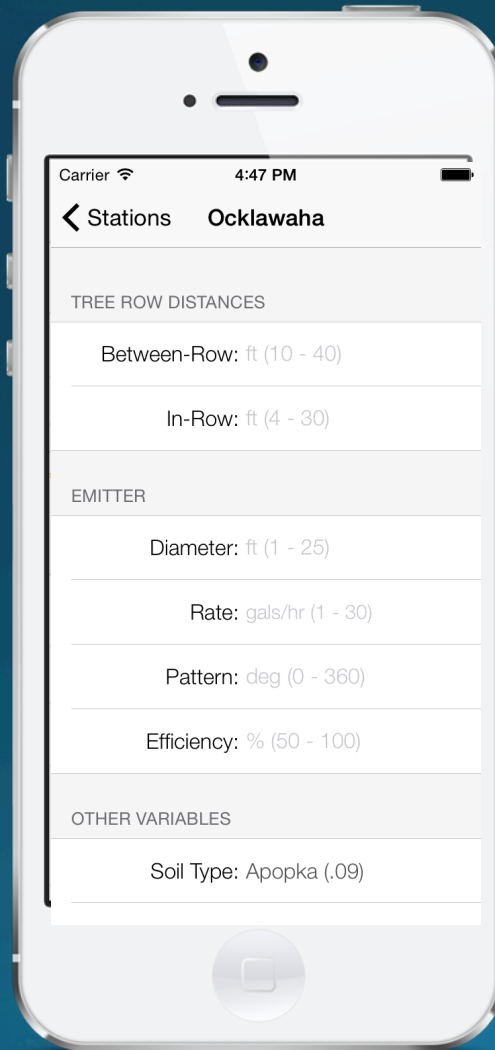 Carrier 4:47 PM
Stations Ocklawaha
TREE ROW DISTANCES
Between-Row: ft (10 - 40)
In-Row: ft (4 - 30)
EMITTER
Diameter: ft (1 - 25)
Rate: gals/hr (1 - 30)
Pattern: deg (0 - 360)
Efficiency: % (50 - 100)
OTHER VARIABLES
Soil Type: Apopka (.09)